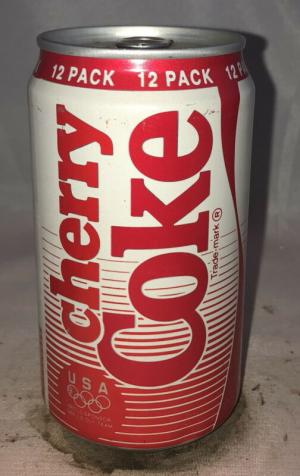 12 PACK 12 PACK 12 P
cherry
Coke
Trade-mark ®
USA